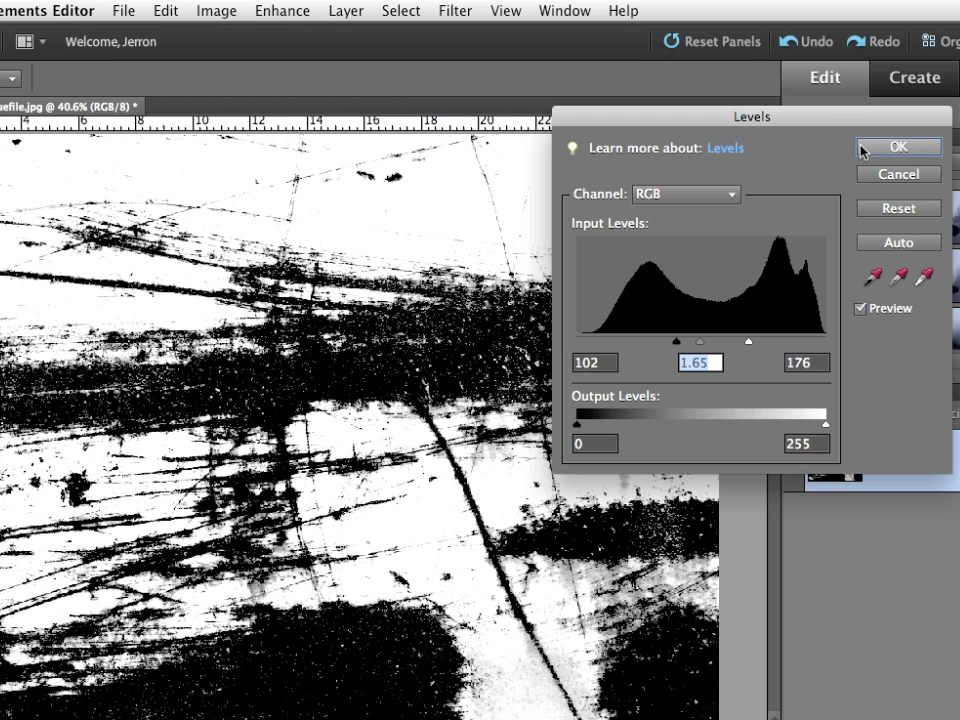 ements Editor File Edit Image Enhance Layer Select Filter View Window Help
Welcome, Jerron Reset Panels Undo Redo Org
Edit Create
uefile.jpg @ 40.6% (RGB/8) *
4 6 8 10 12 14 16 18 20 22
Levels
Learn more about: Levels
OK
Cancel
Channel: RGB
Reset
Input Levels:
Auto
Preview
102 1.65 176
Output Levels:
0 255